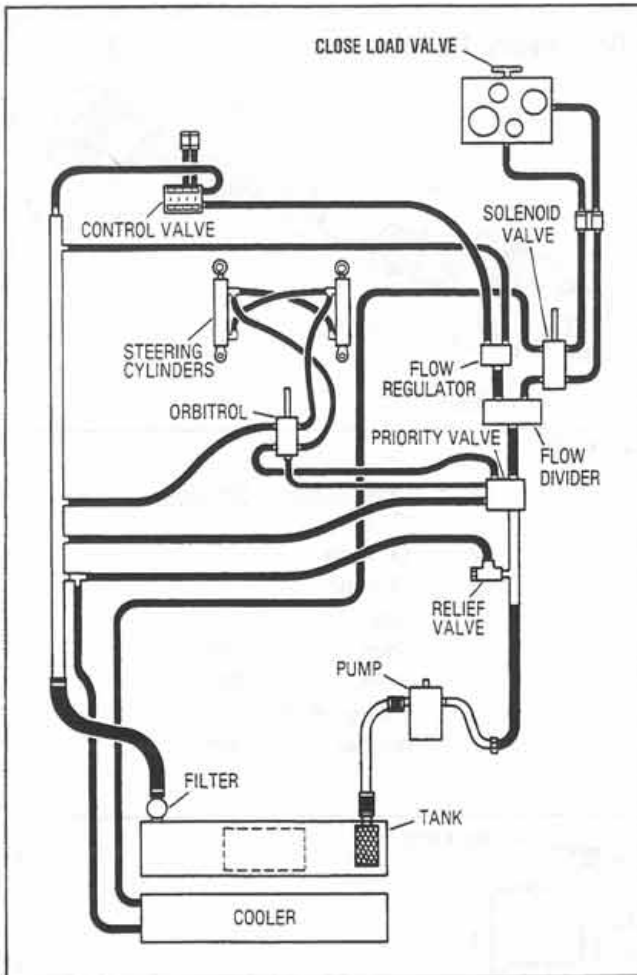 CLOSE LOAD VALVE
SOLENOID
VALVE
CONTROL VALVE
STEERING
CYLINDERS
FLOW
REGULATOR
ORBITROL
PRIORITY VALVE
FLOW
DIVIDER
RELIEF
VALVE
PUMP
FILTER
TANK
COOLER